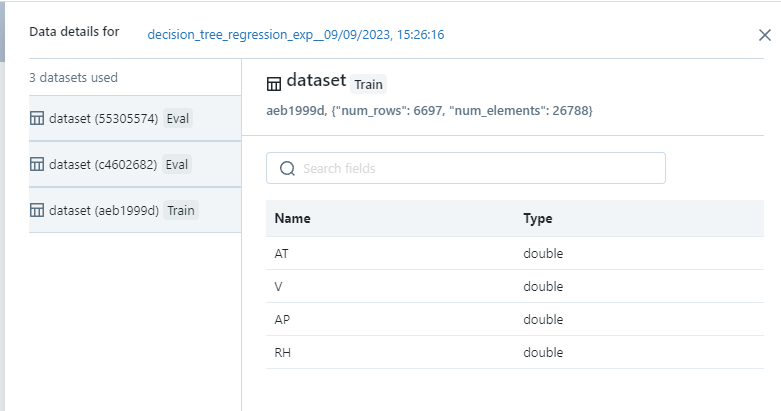 Data details for decision_tree_regression_exp__09/09/2023, 15:26:16
3 datasets used
dataset (55305574) Eval
dataset (c4602682) Eval
dataset (aeb1999d) Train
dataset Train
aeb1999d, {"num_rows": 6697, "num_elements": 26788}
Search fields
Name Type
AT double
V double
AP double
RH double